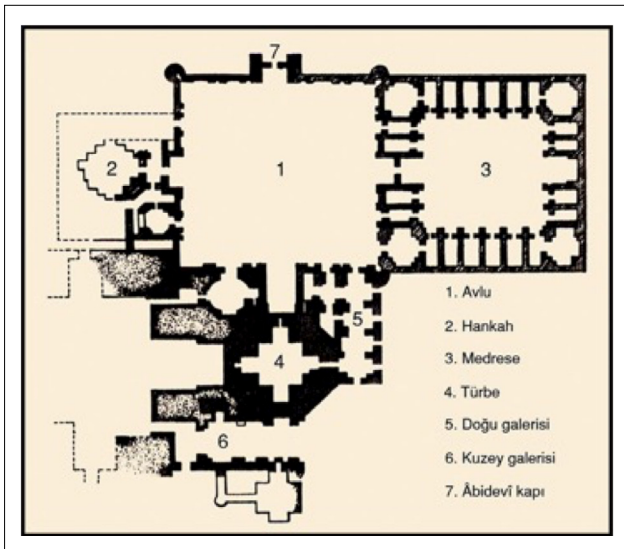 7
2
1
3
5
4
6
1. Avlu
2. Hankah
3. Medrese
4. Türbe
5. Doğu galerisi
6. Kuzey galerisi
7. Âbidevî kapı